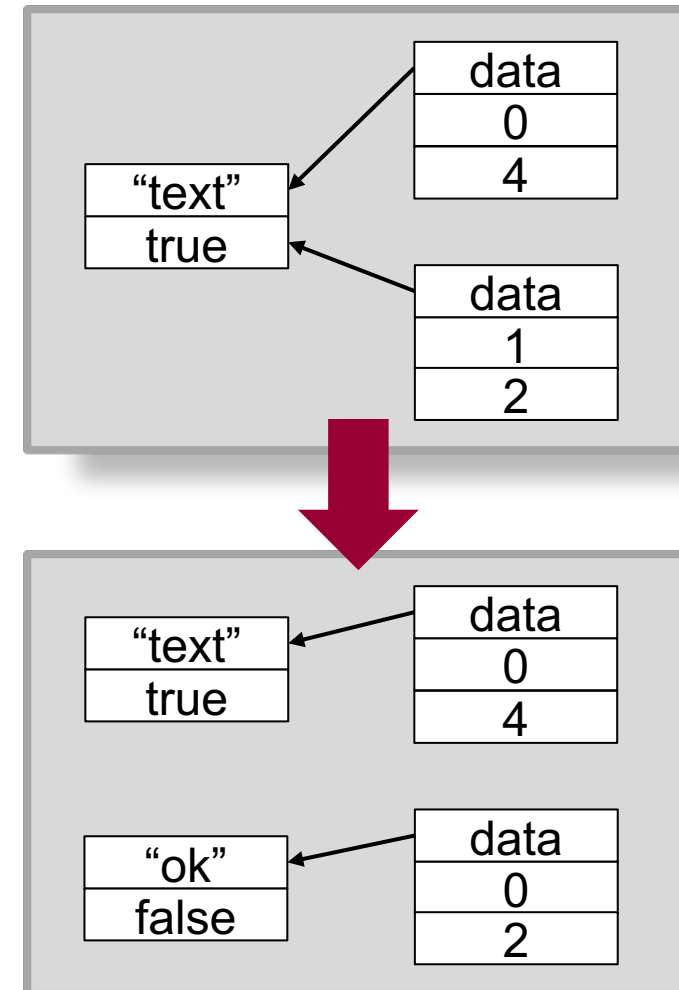 data
0
4
“text”
true
data
1
2
“text”
true
data
0
4
“ok”
false
data
0
2